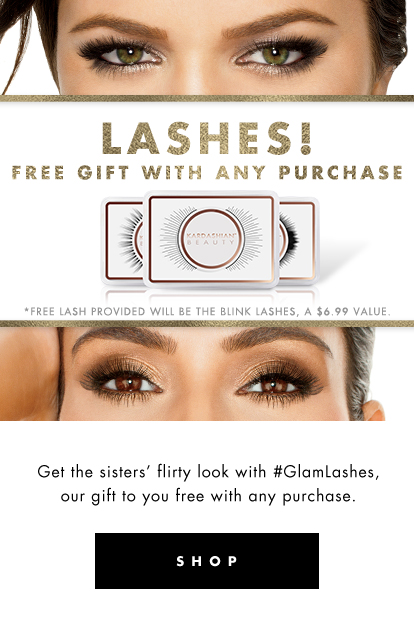 LASHES!
FREE GIFT WITH ANY PURCHASE
KARDASHIAN
BEAUTY
*FREE LASH PROVIDED WILL BE THE BLINK LASHES, A $6.99 VALUE.
Get the sisters’ flirty look with #GlamLashes,
our gift to you free with any purchase.
SHOP